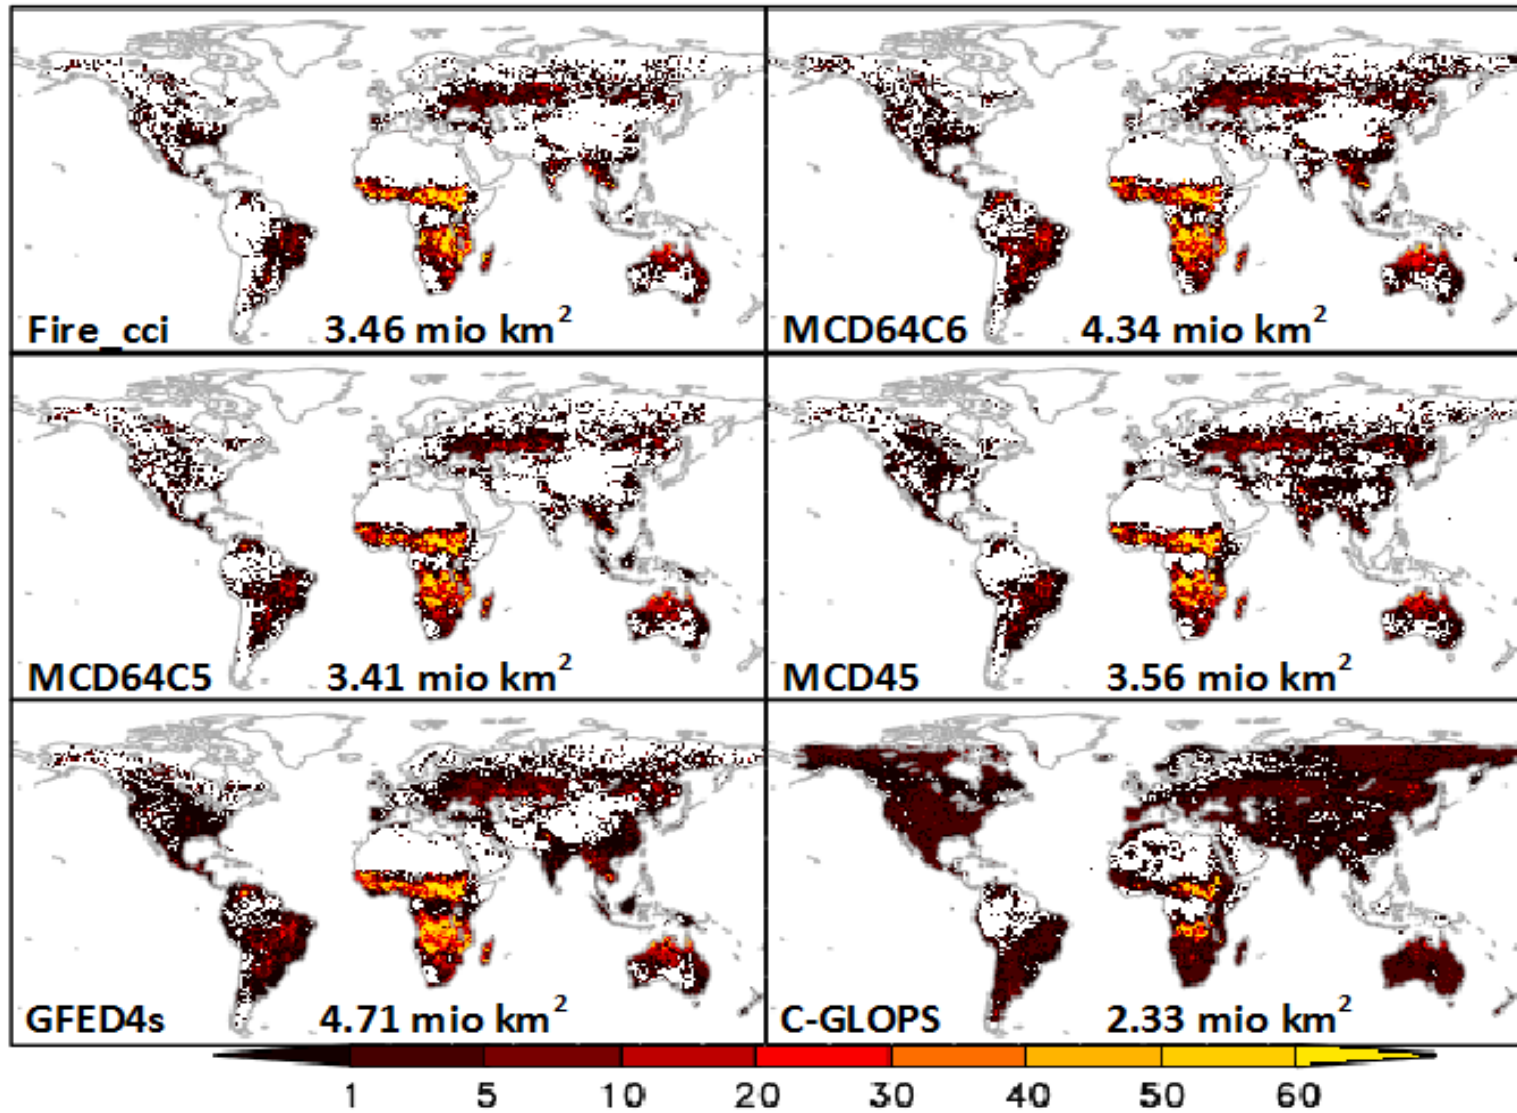 Fire_cci 3.46 mio km²
MCD64C6 4.34 mio km²
MCD64C5 3.41 mio km²
MCD45 3.56 mio km²
GFED4s 4.71 mio km²
C-GLOPS 2.33 mio km²
1 5 10 20 30 40 50 60